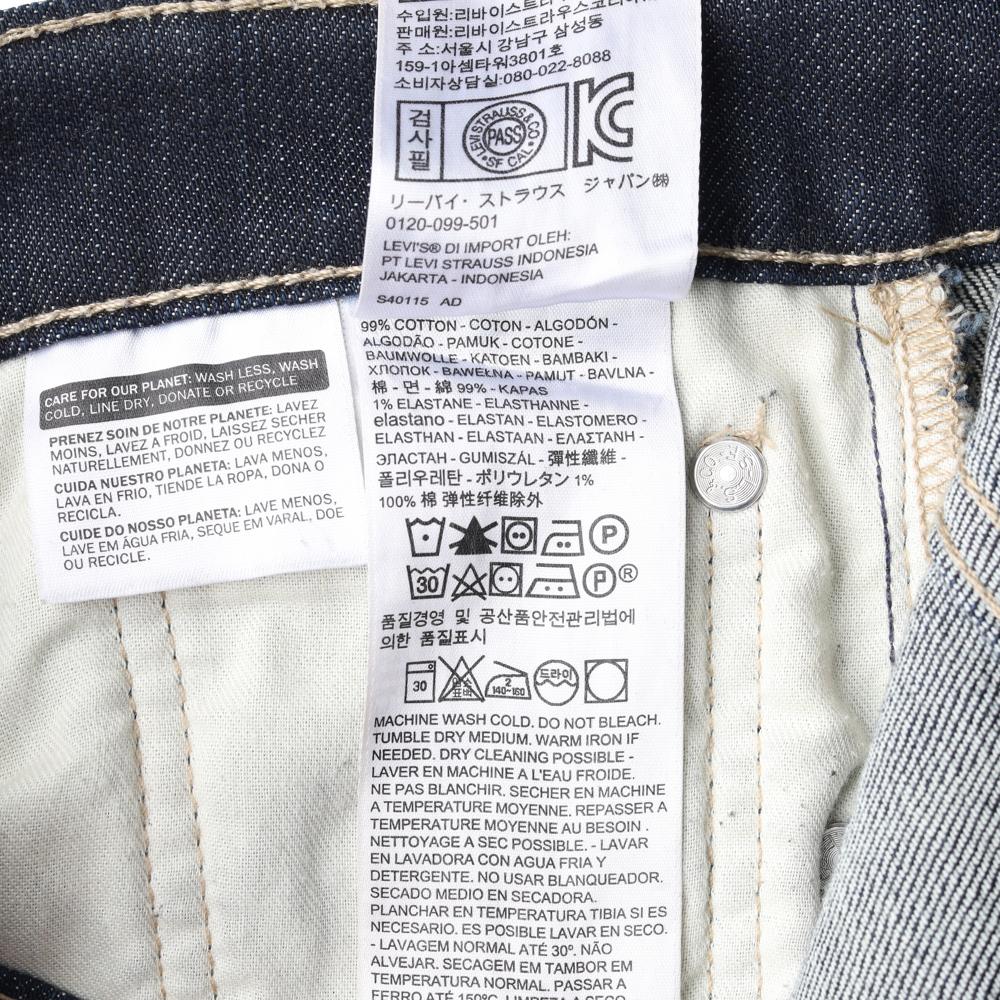 수입원:리바이스트라우
판매원:리바이스트라우스코리아
주 소:서울시 강남구 삼성동
159-1아셈타워3801호
소비자상담실:080-022-8088
검사필
LEVI STRAUSS & CO
PASS
SF CAL.
KC
リーバイ・ストラウス ジャパン㈱
0120-099-501
LEVI'S® DI IMPORT OLEH:
PT LEVI STRAUSS INDONESIA
JAKARTA - INDONESIA
S40115 AD
CARE FOR OUR PLANET: WASH LESS, WASH
COLD, LINE DRY, DONATE OR RECYCLE
PRENEZ SOIN DE NOTRE PLANETE: LAVEZ
MOINS, LAVEZ A FROID, LAISSEZ SECHER
NATURELLEMENT, DONNEZ OU RECYCLEZ
CUIDA NUESTRO PLANETA: LAVA MENOS,
LAVA EN FRIO, TIENDE LA ROPA, DONA O
RECICLA.
CUIDE DO NOSSO PLANETA: LAVE MENOS,
LAVE EM ÁGUA FRIA, SEQUE EM VARAL, DOE
OU RECICLE.
99% COTTON - COTON - ALGODÓN -
ALGODÃO - PAMUK - COTONE -
BAUMWOLLE - KATOEN - BAMBAKI -
ХЛОПОК - BAWEŁNA - PAMUT - BAVLNA -
棉 - 면 - 綿 99% - KAPAS
1% ELASTANE - ELASTHANNE -
elastano - ELASTAN - ELASTOMERO -
ELASTHAN - ELASTAAN - ΕΛΑΣΤΑΝΗ -
ЭЛАСТАН - GUMISZÁL - 彈性纖維 -
폴리우레탄 - ポリウレタン 1%
100% 棉 弹性纤维除外
P
30 P®
품질경영 및 공산품안전관리법에
의한 품질표시
30 염소표백 2 140~160 드라이
MACHINE WASH COLD. DO NOT BLEACH.
TUMBLE DRY MEDIUM. WARM IRON IF
NEEDED. DRY CLEANING POSSIBLE -
LAVER EN MACHINE A L'EAU FROIDE.
NE PAS BLANCHIR. SECHER EN MACHINE
A TEMPERATURE MOYENNE. REPASSER A
TEMPERATURE MOYENNE AU BESOIN .
NETTOYAGE A SEC POSSIBLE. - LAVAR
EN LAVADORA CON AGUA FRIA Y
DETERGENTE. NO USAR BLANQUEADOR.
SECADO MEDIO EN SECADORA.
PLANCHAR EN TEMPERATURA TIBIA SI ES
NECESARIO. ES POSIBLE LAVAR EN SECO.
- LAVAGEM NORMAL ATÉ 30º. NÃO
ALVEJAR. SECAGEM EM TAMBOR EM
TEMPERATURA NORMAL. PASSAR A
FERRO ATÉ 150ºC. LIMPEZA A SECO